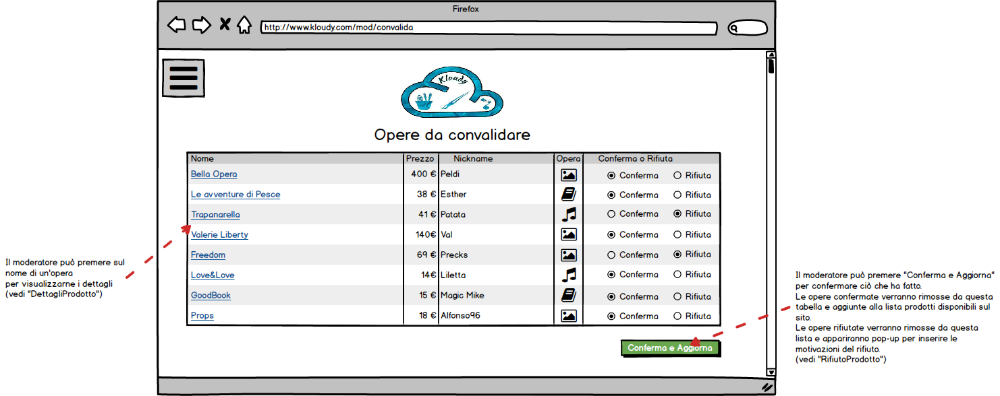 Firefox
http://www.kloudy.com/mod/convalida
Kloudy
Opere da convalidare
Nome Prezzo Nickname Opera Conferma o Rifiuta
Bella Opera 400 € Peldi Conferma Rifiuta
Le avventure di Pesce 38 € Esther Conferma Rifiuta
Trapanarella 41 € Patata Conferma Rifiuta
Valerie Liberty 140€ Val Conferma Rifiuta
Freedom 69 € Precks Conferma Rifiuta
Love&Love 14€ Liletta Conferma Rifiuta
GoodBook 15 € Magic Mike Conferma Rifiuta
Props 18 € Alfonso96 Conferma Rifiuta
Conferma e Aggiorna
Il moderatore può premere sul
nome di un'opera
per visualizzarne i dettagli
(vedi "DettagliProdotto")
Il moderatore può premere "Conferma e Aggiorna"
per confermare ciò che ha fatto.
Le opere confermate verranno rimosse da questa
tabella e aggiunte alla lista prodotti disponibili sul
sito.
Le opere rifiutate verranno rimosse da questa
lista e appariranno pop-up per inserire le
motivazioni del rifiuto.
(vedi "RifiutoProdotto")